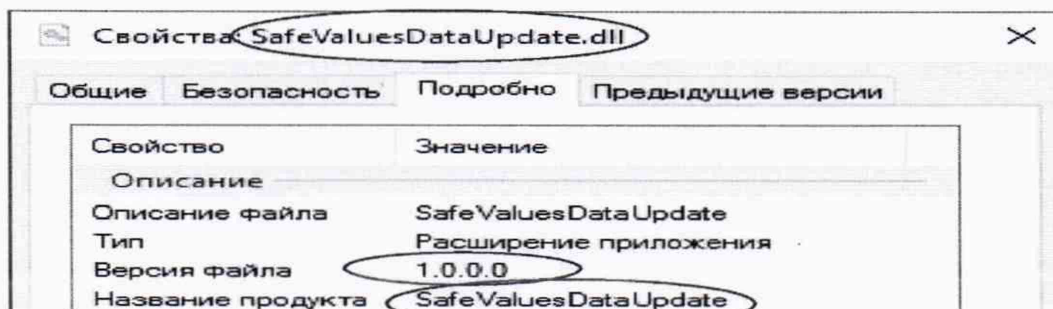 Свойства: SafeValuesDataUpdate.dll
Общие Безопасность Подробно Предыдущие версии
Свойство Значение
Описание
Описание файла SafeValuesDataUpdate
Тип Расширение приложения
Версия файла 1.0.0.0
Название продукта SafeValuesDataUpdate